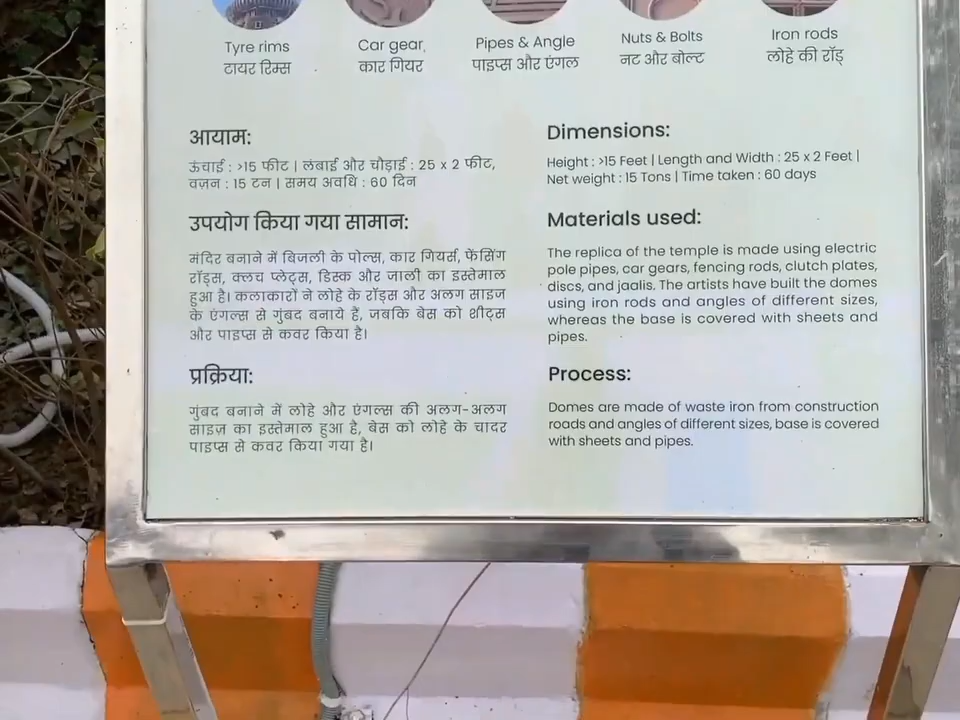 Tyre rims
टायर रिम्स
Car gear,
कार गियर
Pipes & Angle
पाइप्स और एंगल
Nuts & Bolts
नट और बोल्ट
Iron rods
लोहे की रॉड्
आयाम:
ऊंचाई : >15 फीट | लंबाई और चौड़ाई : 25 x 2 फीट,
वज़न : 15 टन | समय अवधि : 60 दिन
उपयोग किया गया सामान:
मंदिर बनाने में बिजली के पोल्स, कार गियर्स, फेंसिंग
रॉड्स, क्लच प्लेट्स, डिस्क और जाली का इस्तेमाल
हुआ है। कलाकारों ने लोहे के रॉड्स और अलग साइज
के एंगल्स से गुंबद बनाये हैं, जबकि बेस को शीट्स
और पाइप्स से कवर किया है।
प्रक्रिया:
गुंबद बनाने में लोहे और एंगल्स की अलग-अलग
साइज़ का इस्तेमाल हुआ है, बेस को लोहे के चादर
पाइप्स से कवर किया गया है।
Dimensions:
Height : >15 Feet | Length and Width : 25 x 2 Feet |
Net weight : 15 Tons | Time taken : 60 days
Materials used:
The replica of the temple is made using electric
pole pipes, car gears, fencing rods, clutch plates,
discs, and jaalis. The artists have built the domes
using iron rods and angles of different sizes,
whereas the base is covered with sheets and
pipes.
Process:
Domes are made of waste iron from construction
roads and angles of different sizes, base is covered
with sheets and pipes.